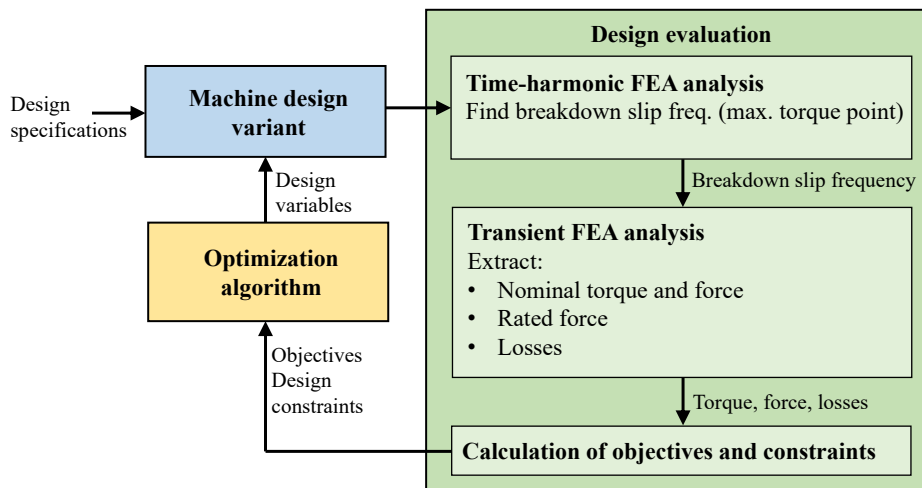 Design evaluation
Design
specifications
Machine design
variant
Time-harmonic FEA analysis
Find breakdown slip freq. (max. torque point)
Breakdown slip frequency
Design
variables
Transient FEA analysis
Extract:
• Nominal torque and force
• Rated force
• Losses
Optimization
algorithm
Torque, force, losses
Objectives
Design
constraints
Calculation of objectives and constraints